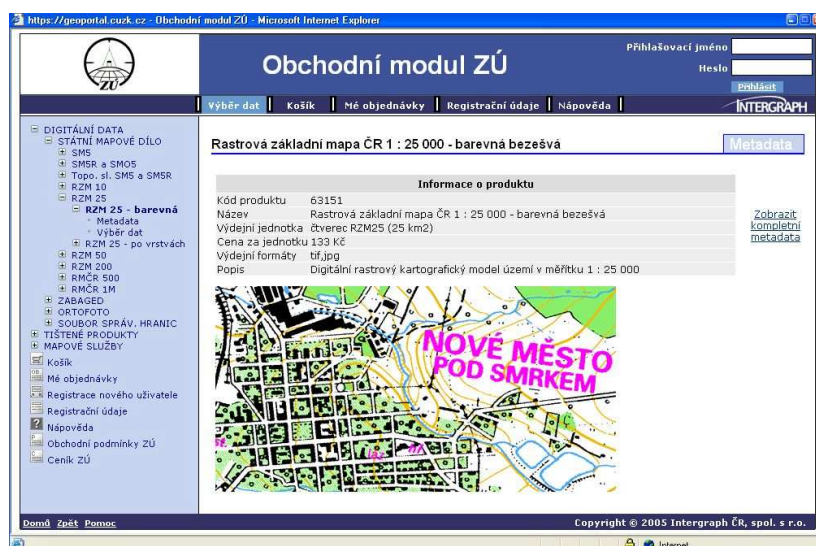 https://geoportal.cuzk.cz - Obchodní modul ZÚ - Microsoft Internet Explorer
ZÚ
Obchodní modul ZÚ
Přihlašovací jméno
Heslo
Přihlásit
Výběr dat Košík Mé objednávky Registrační údaje Nápověda
INTERGRAPH
DIGITÁLNÍ DATA
STÁTNÍ MAPOVÉ DÍLO
SM5
SM5R a SMO5
Topo. sl. SM5 a SM5R
RZM 10
RZM 25
RZM 25 - barevná
Metadata
Výběr dat
RZM 25 - po vrstvách
RZM 50
RZM 200
RMČR 500
RMČR 1M
ZABAGED
ORTOFOTO
SOUBOR SPRÁV. HRANIC
TIŠTENÉ PRODUKTY
MAPOVÉ SLUŽBY
Košík
Mé objednávky
Registrace nového uživatele
Registrační údaje
Nápověda
Obchodní podmínky ZÚ
Ceník ZÚ
Rastrová základní mapa ČR 1 : 25 000 - barevná bezešvá
Metadata
Informace o produktu
Kód produktu 63151
Název Rastrová základní mapa ČR 1 : 25 000 - barevná bezešvá
Výdejní jednotka čtverec RZM25 (25 km2)
Cena za jednotku 133 Kč
Výdejní formáty tif,jpg
Popis Digitální rastrový kartografický model území v měřítku 1 : 25 000
Zobrazit
kompletní
metadata
NOVÉ MĚSTO
POD SMRKEM
Domů Zpět Pomoc
Copyright © 2005 Intergraph ČR, spol. s r.o.
Internet